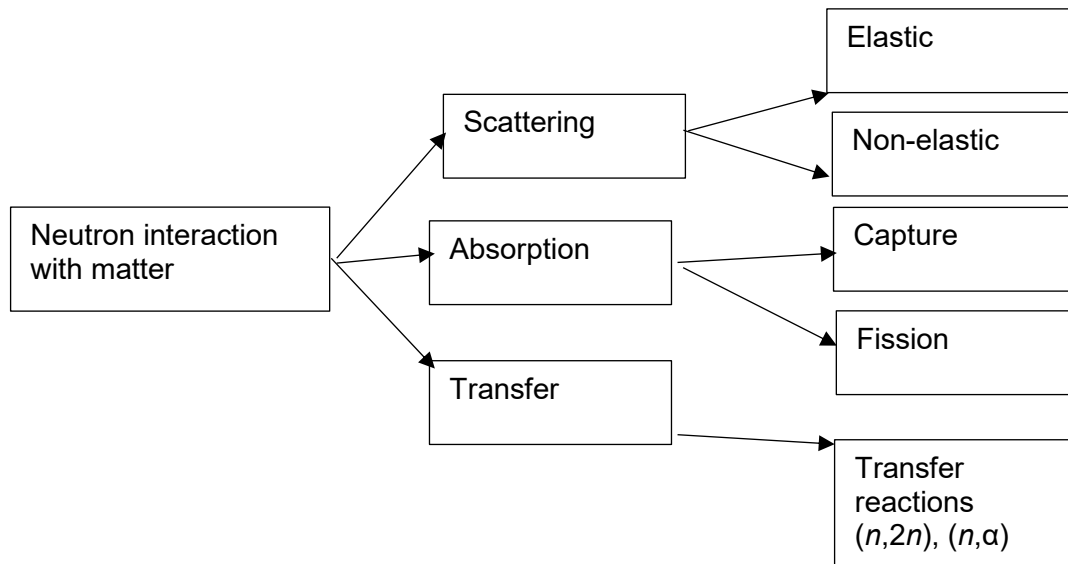 Neutron interaction
with matter
Scattering
Absorption
Transfer
Elastic
Non-elastic
Capture
Fission
Transfer
reactions
(n,2n), (n,α)